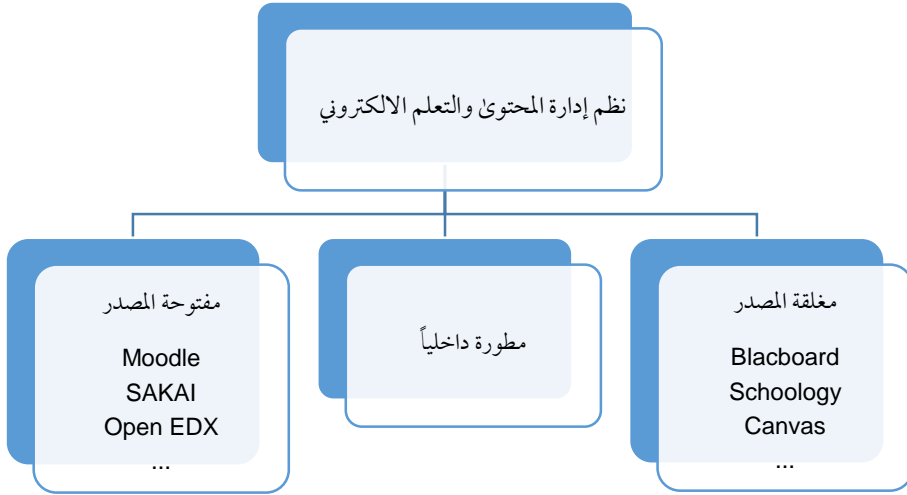 نظم إدارة المحتوىٰ والتعلم الالكتروني
مغلقة المصدر
Blacboard
Schoology
Canvas
...
مطورة داخلياً
مفتوحة المصدر
Moodle
SAKAI
Open EDX
...